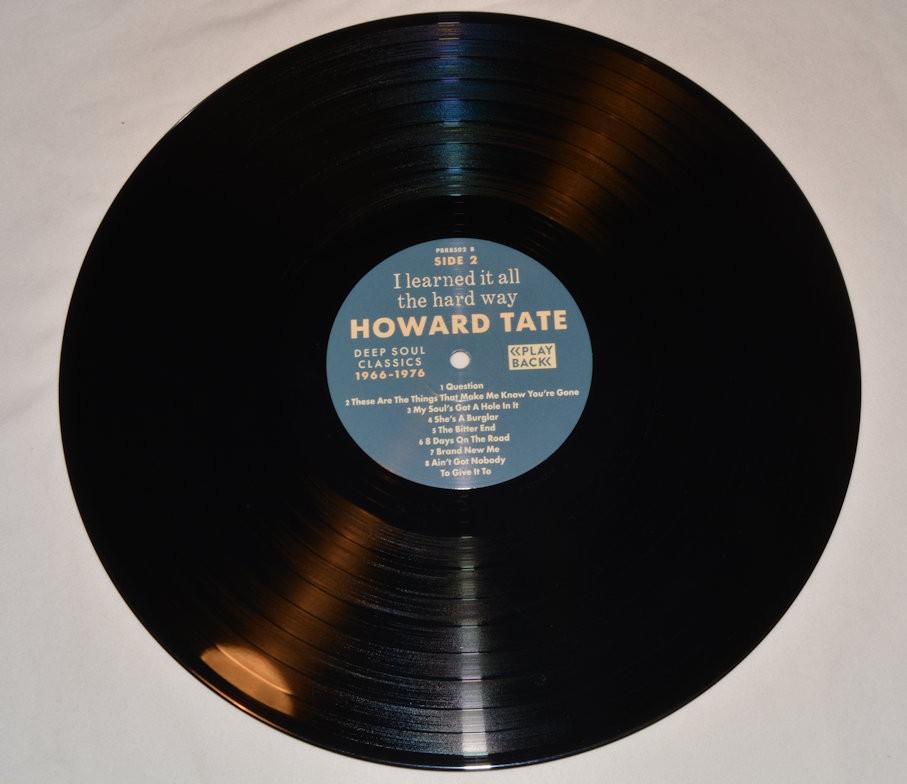 PBR8502 B
SIDE 2
I learned it all
the hard way
HOWARD TATE
DEEP SOUL
CLASSICS
1966-1976
«PLAY
BACK«
1 Question
2 These Are The Things That Make Me Know You're Gone
3 My Soul's Got A Hole In It
4 She's A Burglar
5 The Bitter End
6 8 Days On The Road
7 Brand New Me
8 Ain't Got Nobody
To Give It To